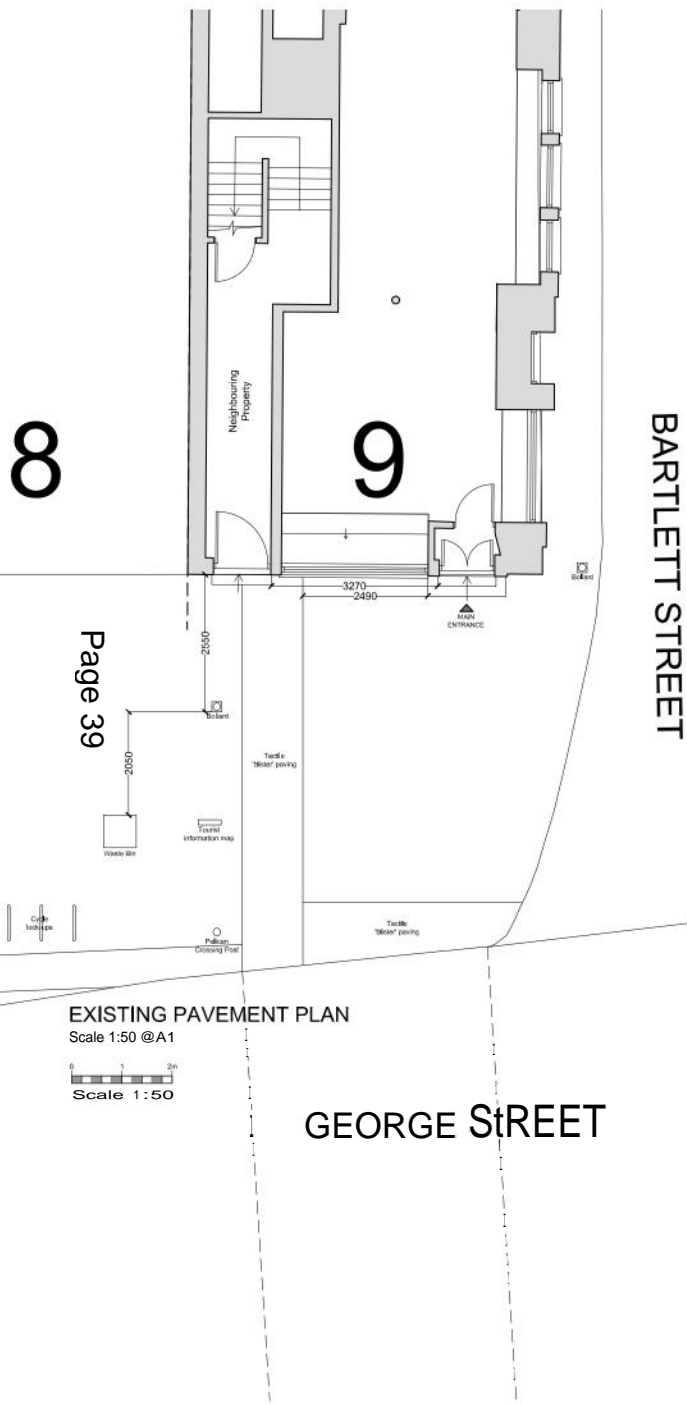 Neighbouring
Property
8
9
BARTLETT STREET
3270
2490
MAIN
ENTRANCE
Bollard
2550
Page 39
Bollard
2050
Tactile
'blister' paving
Tourist
information map
Waste Bin
Cycle
lock-ups
Pelican
Crossing Post
Tactile
'blister' paving
EXISTING PAVEMENT PLAN
Scale 1:50 @A1
0 1 2m
Scale 1:50
GEORGE StREET